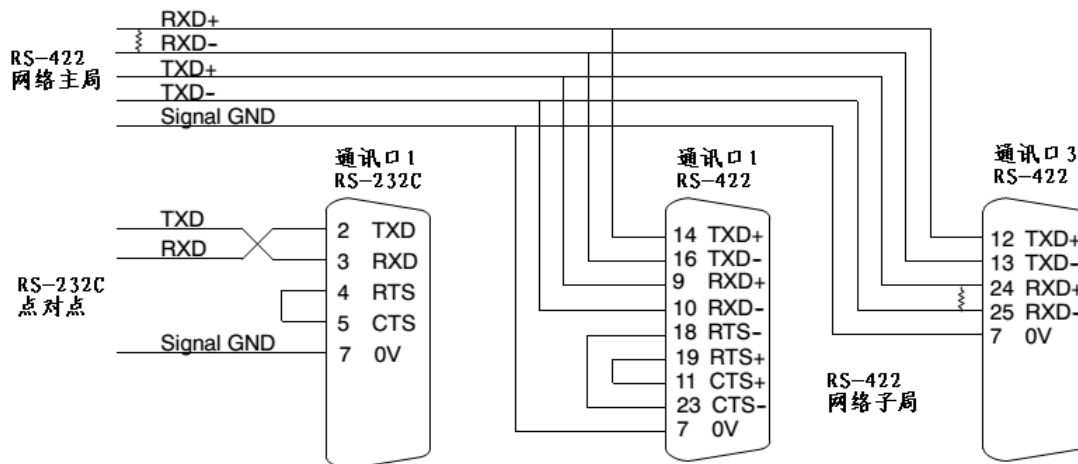 RXD+
RXD-
RS-422
网络主局
TXD+
TXD-
Signal GND
通讯口1
RS-232C
通讯口1
RS-422
通讯口3
RS-422
TXD
RXD
RS-232C
点对点
Signal GND
2 TXD
3 RXD
4 RTS
5 CTS
7 0V
14 TXD+
16 TXD-
9 RXD+
10 RXD-
18 RTS-
19 RTS+
11 CTS+
23 CTS-
7 0V
12 TXD+
13 TXD-
24 RXD+
25 RXD-
7 0V
RS-422
网络子局